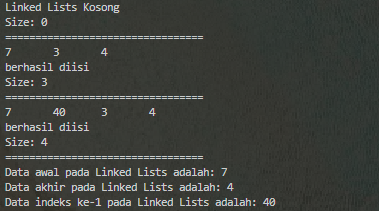 Linked Lists Kosong
Size: 0
=================================
7 3 4
berhasil diisi
Size: 3
=================================
7 40 3 4
berhasil diisi
Size: 4
=================================
Data awal pada Linked Lists adalah: 7
Data akhir pada Linked Lists adalah: 4
Data indeks ke-1 pada Linked Lists adalah: 40